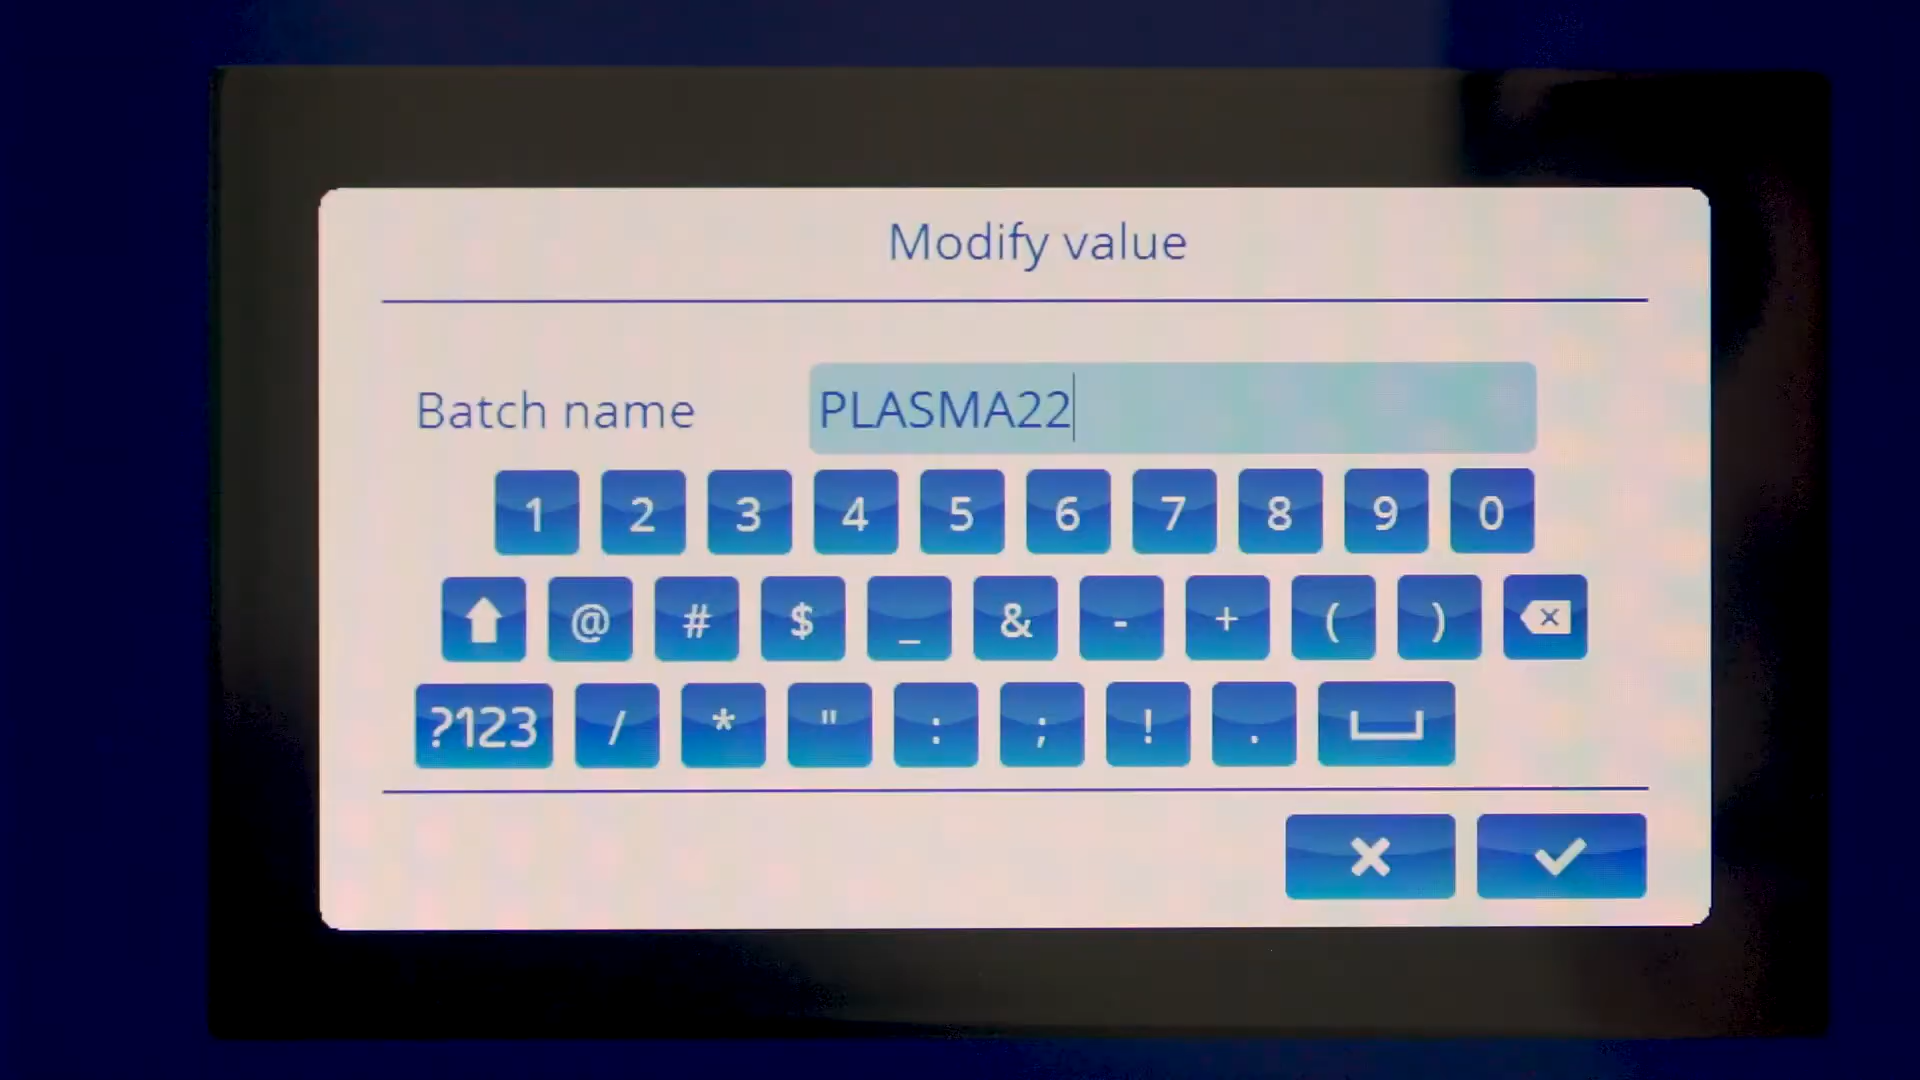 Modify value
Batch name PLASMA22
1 2 3 4 5 6 7 8 9 0
@ # $ _ & - + ( )
?123 / * " : ; ! .